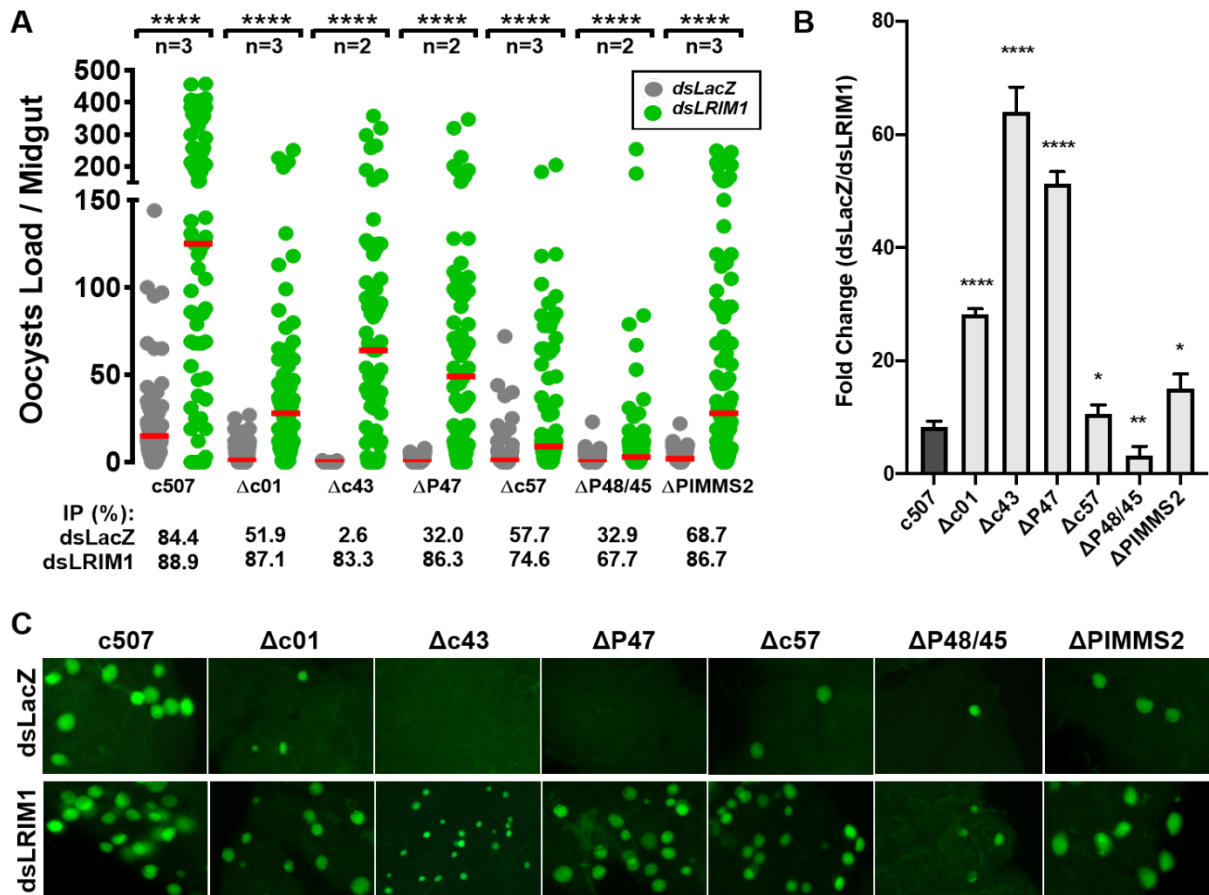 A
**** **** **** **** **** **** ****
n=3 n=3 n=2 n=2 n=3 n=2 n=3
dsLacZ
dsLRIM1
Oocysts Load / Midgut
500
400
300
200
150
100
50
0
c507 Δc01 Δc43 ΔP47 Δc57 ΔP48/45 ΔPIMMS2
IP (%):
dsLacZ 84.4 51.9 2.6 32.0 57.7 32.9 68.7
dsLRIM1 88.9 87.1 83.3 86.3 74.6 67.7 86.7
B
Fold Change (dsLacZ/dsLRIM1)
80
60
40
20
0
**** **** **** * ** *
c507 Δc01 Δc43 ΔP47 Δc57 ΔP48/45 ΔPIMMS2
C
c507 Δc01 Δc43 ΔP47 Δc57 ΔP48/45 ΔPIMMS2
dsLacZ
dsLRIM1